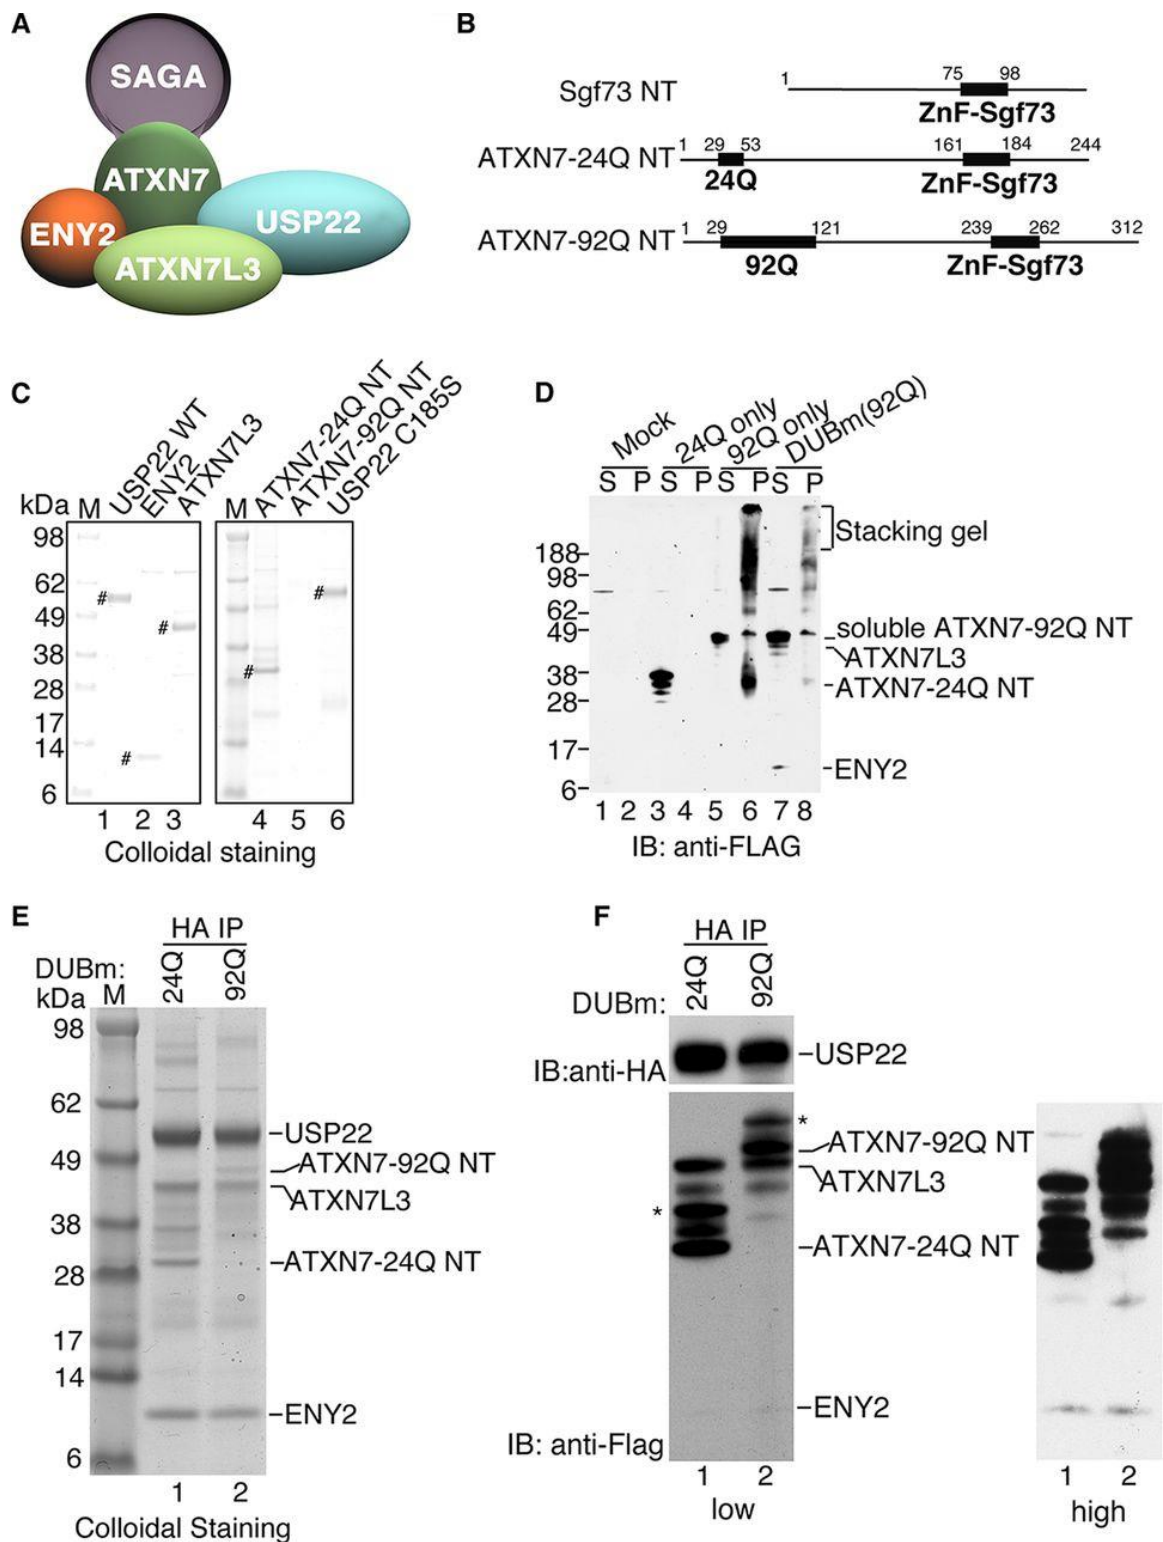 A
SAGA
ATXN7
ENY2
USP22
ATXN7L3
B
Sgf73 NT
1
75
98
ZnF-Sgf73
ATXN7-24Q NT
1
29
53
161
184
244
24Q
ZnF-Sgf73
ATXN7-92Q NT
1
29
121
239
262
312
92Q
ZnF-Sgf73
C
kDa
M
USP22 WT
ENY2
ATXN7L3
M
ATXN7-24Q NT
ATXN7-92Q NT
USP22 C185S
98
62
49
38
28
17
14
6
#
#
#
#
#
1 2 3 4 5 6
Colloidal staining
D
Mock
24Q only
92Q only
DUBm(92Q)
S P S P S P S P
188
98
62
49
38
28
17
6
Stacking gel
soluble ATXN7-92Q NT
ATXN7L3
ATXN7-24Q NT
ENY2
1 2 3 4 5 6 7 8
IB: anti-FLAG
E
HA IP
DUBm:
24Q
92Q
kDa M
98
62
49
38
28
17
14
6
USP22
ATXN7-92Q NT
ATXN7L3
ATXN7-24Q NT
ENY2
1 2
Colloidal Staining
F
HA IP
DUBm:
24Q
92Q
IB:anti-HA
USP22
*
ATXN7-92Q NT
ATXN7L3
*
ATXN7-24Q NT
ENY2
IB: anti-Flag
1 2
low
1 2
high